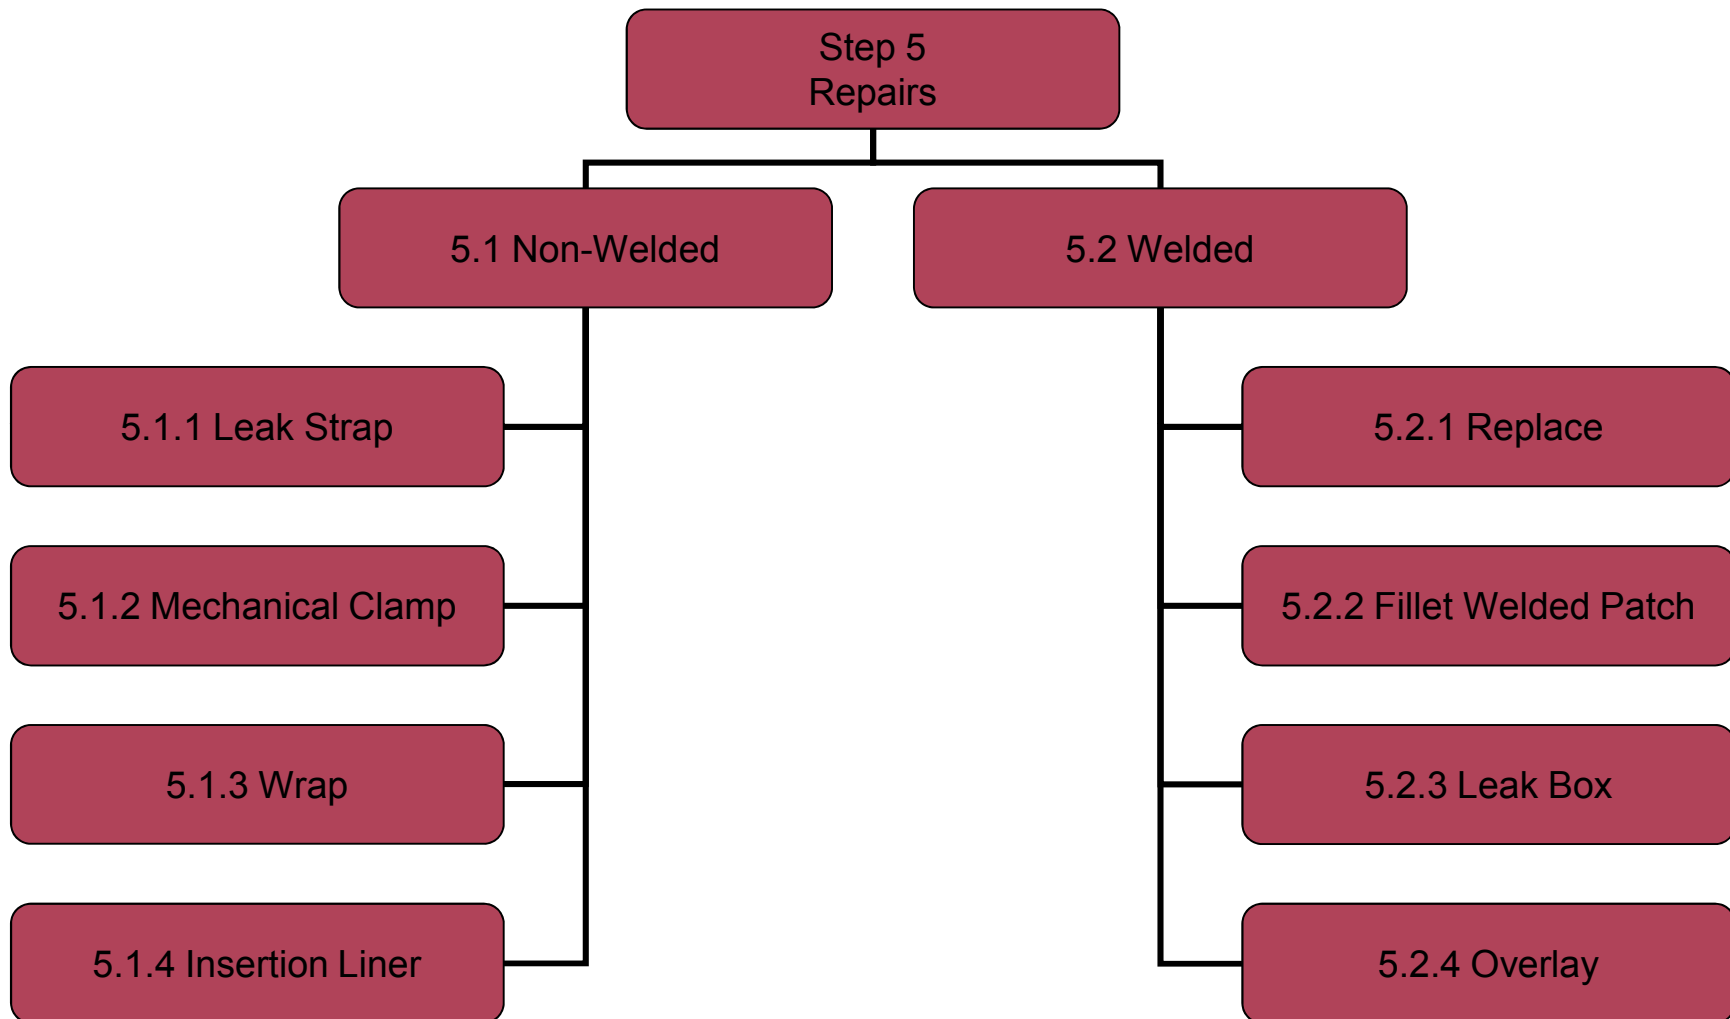 Step 5
Repairs
5.1 Non-Welded
5.2 Welded
5.1.1 Leak Strap
5.2.1 Replace
5.1.2 Mechanical Clamp
5.2.2 Fillet Welded Patch
5.1.3 Wrap
5.2.3 Leak Box
5.1.4 Insertion Liner
5.2.4 Overlay